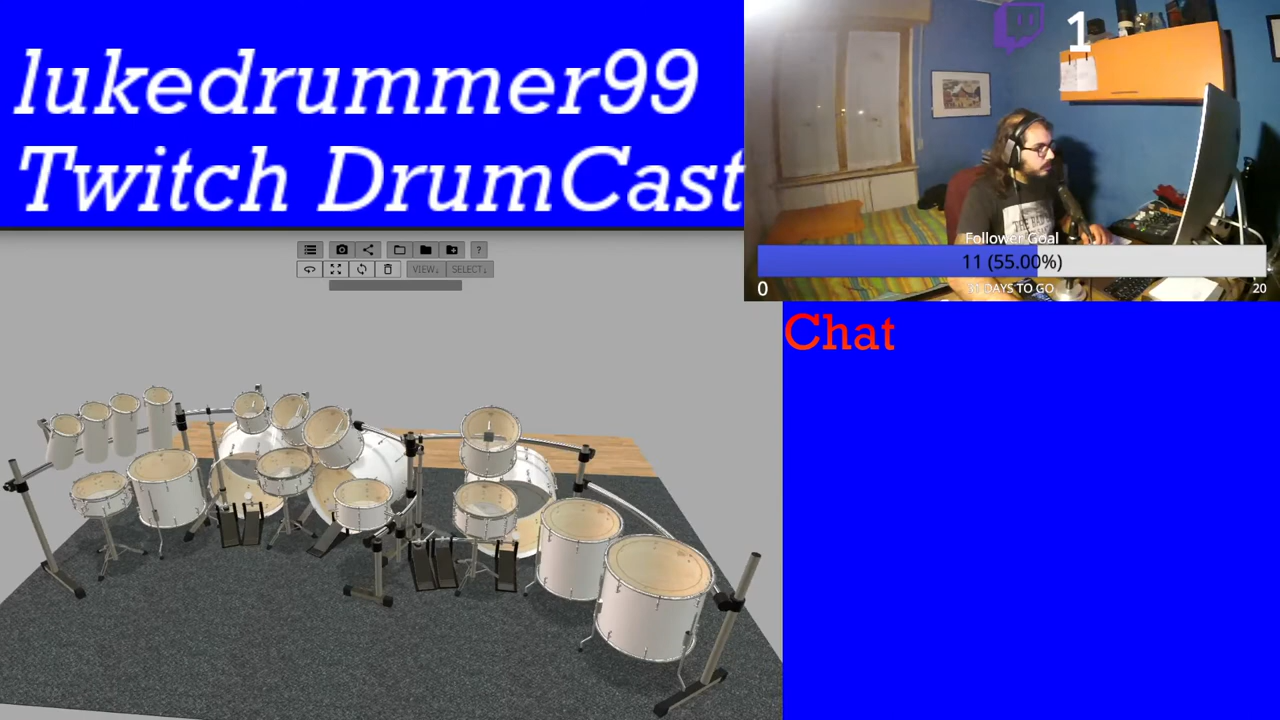 lukedrummer99
Twitch DrumCast
1
Follower Goal
11 (55.00%)
0
DAYS TO GO
20
?
VIEW↓
SELECT↓
Chat